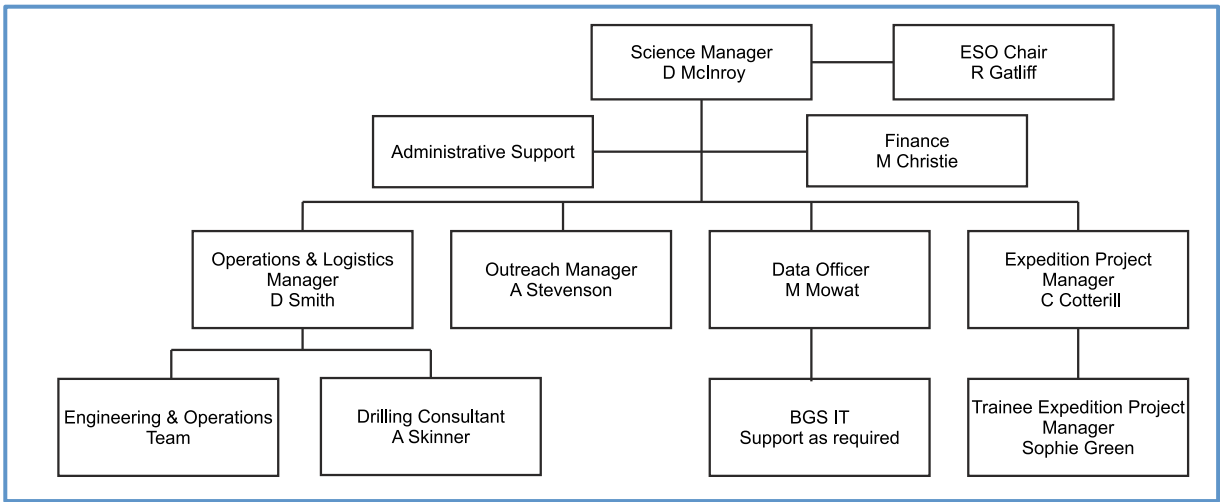 Science Manager
D McInroy
ESO Chair
R Gatliff
Administrative Support
Finance
M Christie
Operations & Logistics
Manager
D Smith
Outreach Manager
A Stevenson
Data Officer
M Mowat
Expedition Project
Manager
C Cotterill
Engineering & Operations
Team
Drilling Consultant
A Skinner
BGS IT
Support as required
Trainee Expedition Project
Manager
Sophie Green